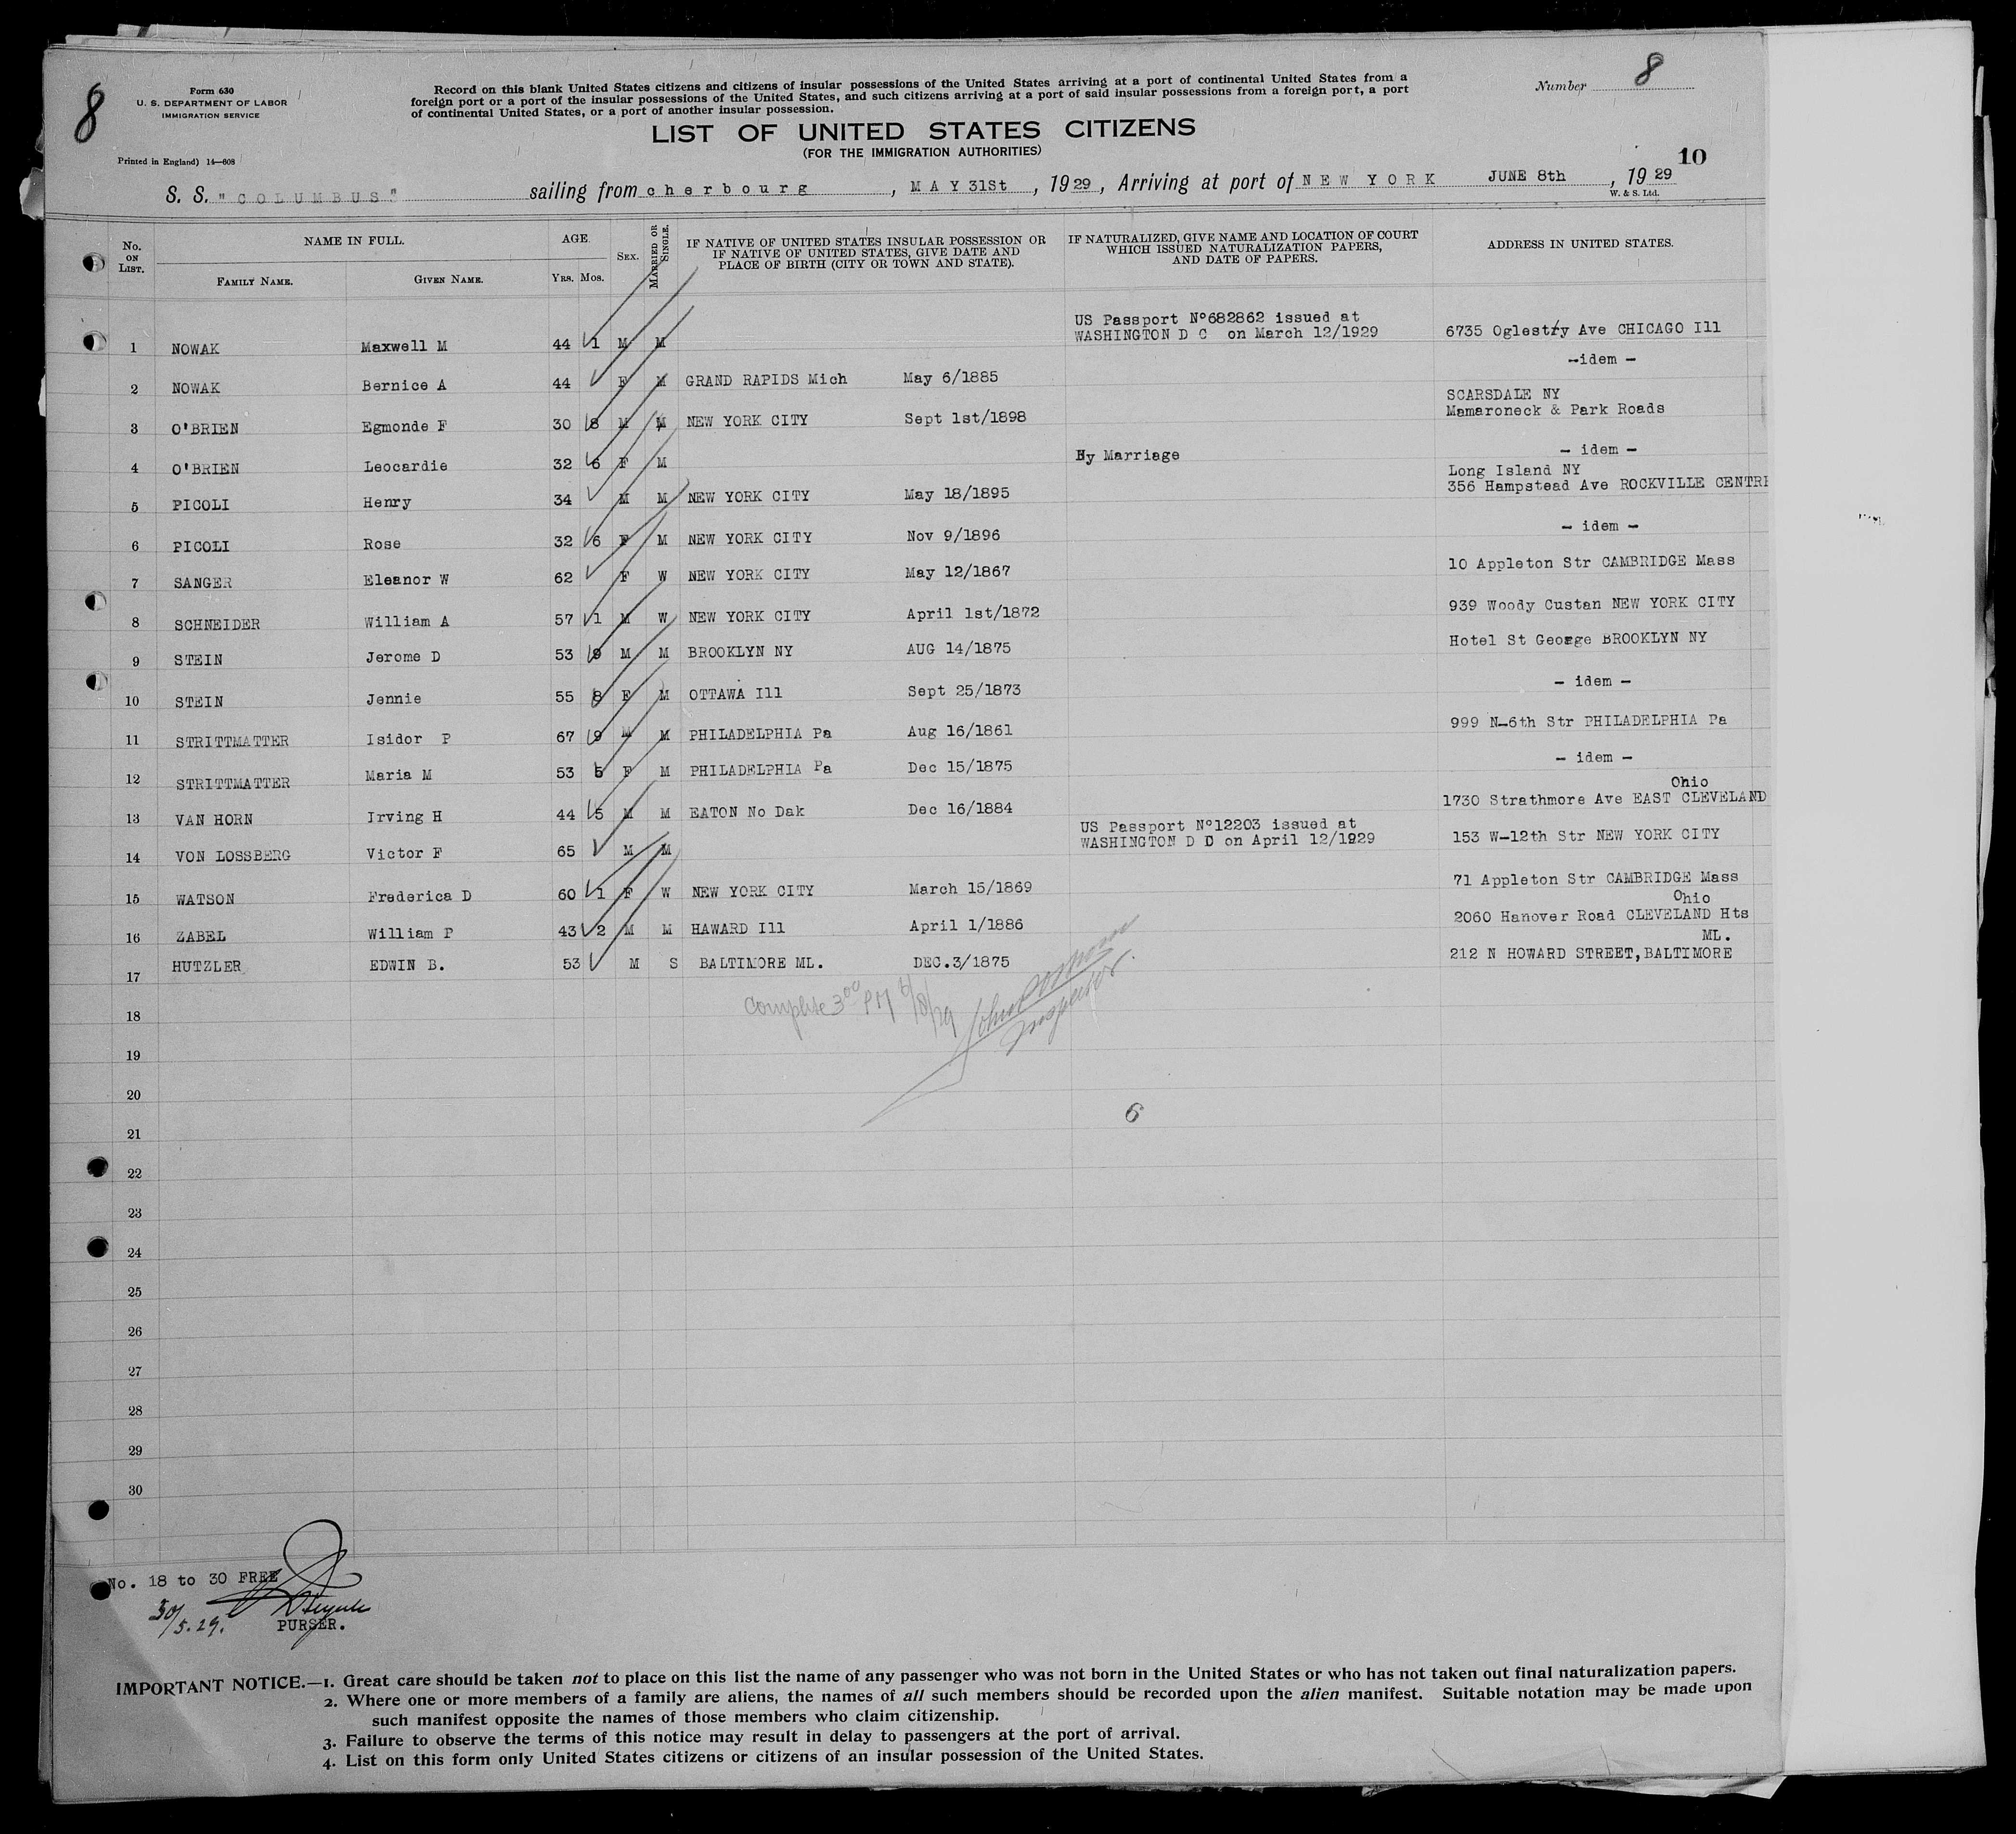 8
Form 630
U. S. DEPARTMENT OF LABOR
IMMIGRATION SERVICE
Printed in England) 14—608
Record on this blank United States citizens and citizens of insular possessions of the United States arriving at a port of continental United States from a
foreign port or a port of the insular possessions of the United States, and such citizens arriving at a port of said insular possessions from a foreign port, a port
of continental United States, or a port of another insular possession.
Number 8
LIST OF UNITED STATES CITIZENS
(FOR THE IMMIGRATION AUTHORITIES)
10
S. S. "COLUMBUS" sailing from cherbourg, MAY 31St, 1929, Arriving at port of NEW YORK JUNE 8th, 1929
W. & S. Ltd.
No. ON LIST. NAME IN FULL. AGE. SEX. MARRIED OR SINGLE. IF NATIVE OF UNITED STATES INSULAR POSSESSION OR IF NATIVE OF UNITED STATES, GIVE DATE AND PLACE OF BIRTH (CITY OR TOWN AND STATE). IF NATURALIZED, GIVE NAME AND LOCATION OF COURT WHICH ISSUED NATURALIZATION PAPERS, AND DATE OF PAPERS. ADDRESS IN UNITED STATES.
FAMILY NAME. GIVEN NAME. YRS. MOS.
1 NOWAK Maxwell M 44 1 M M US Passport Nº682862 issued at WASHINGTON D C on March 12/1929 6735 Oglestry Ave CHICAGO Ill
2 NOWAK Bernice A 44 F M GRAND RAPIDS Mich May 6/1885 --idem -
3 O'BRIEN Egmonde F 30 8 M M NEW YORK CITY Sept 1st/1898 SCARSDALE NY Mamaroneck & Park Roads
4 O'BRIEN Leocardie 32 6 F M By Marriage - idem -
5 PICOLI Henry 34 M M NEW YORK CITY May 18/1895 Long Island NY 356 Hampstead Ave ROCKVILLE CENTRE
6 PICOLI Rose 32 6 F M NEW YORK CITY Nov 9/1896 - idem -
7 SANGER Eleanor W 62 F W NEW YORK CITY May 12/1867 10 Appleton Str CAMBRIDGE Mass
8 SCHNEIDER William A 57 1 M W NEW YORK CITY April 1st/1872 939 Woody Custan NEW YORK CITY
9 STEIN Jerome D 53 9 M M BROOKLYN NY AUG 14/1875 Hotel St George BROOKLYN NY
10 STEIN Jennie 55 8 F M OTTAWA Ill Sept 25/1873 - idem -
11 STRITTMATTER Isidor P 67 9 M M PHILADELPHIA Pa Aug 16/1861 999 N-6th Str PHILADELPHIA Pa
12 STRITTMATTER Maria M 53 5 F M PHILADELPHIA Pa Dec 15/1875 - idem -
13 VAN HORN Irving H 44 5 M M EATON No Dak Dec 16/1884 1730 Strathmore Ave EAST CLEVELAND Ohio
14 VON LOSSBERG Victor F 65 M M US Passport Nº12203 issued at WASHINGTON D D on April 12/1929 153 W-12th Str NEW YORK CITY
15 WATSON Frederica D 60 1 F W NEW YORK CITY March 15/1869 71 Appleton Str CAMBRIDGE Mass
16 ZABEL William P 43 2 M M HAWARD Ill April 1/1886 2060 Hanover Road CLEVELAND Hts Ohio
17 HUTZLER EDWIN B. 53 M S BALTIMORE ML. DEC.3/1875 212 N HOWARD STREET, BALTIMORE ML.
Complete 3 00 PM 6/8/29 John
Inspector.
18
19
20
6
21
22
23
24
25
26
27
28
29
30
No. 18 to 30 FREE
30/5.29.
PURSER.
IMPORTANT NOTICE.—1. Great care should be taken not to place on this list the name of any passenger who was not born in the United States or who has not taken out final naturalization papers.
2. Where one or more members of a family are aliens, the names of all such members should be recorded upon the alien manifest. Suitable notation may be made upon
such manifest opposite the names of those members who claim citizenship.
3. Failure to observe the terms of this notice may result in delay to passengers at the port of arrival.
4. List on this form only United States citizens or citizens of an insular possession of the United States.